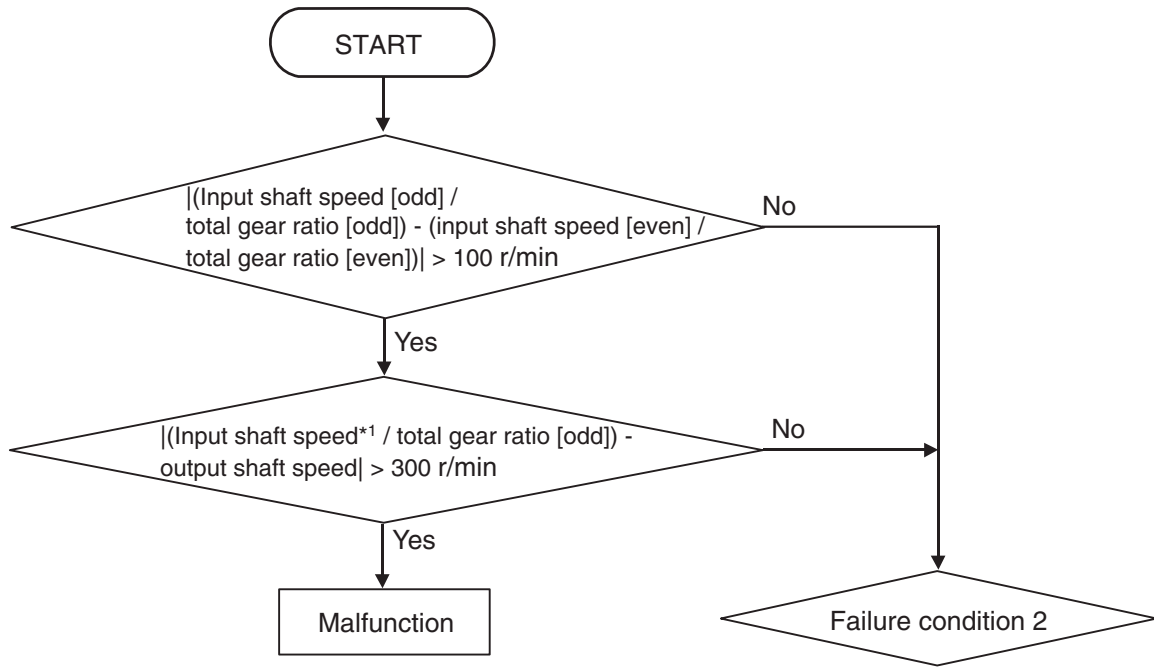 START
|(Input shaft speed [odd] /
total gear ratio [odd]) - (input shaft speed [even] /
total gear ratio [even])| > 100 r/min
No
Yes
|(Input shaft speed*1 / total gear ratio [odd]) -
output shaft speed| > 300 r/min
No
Yes
Malfunction
Failure condition 2